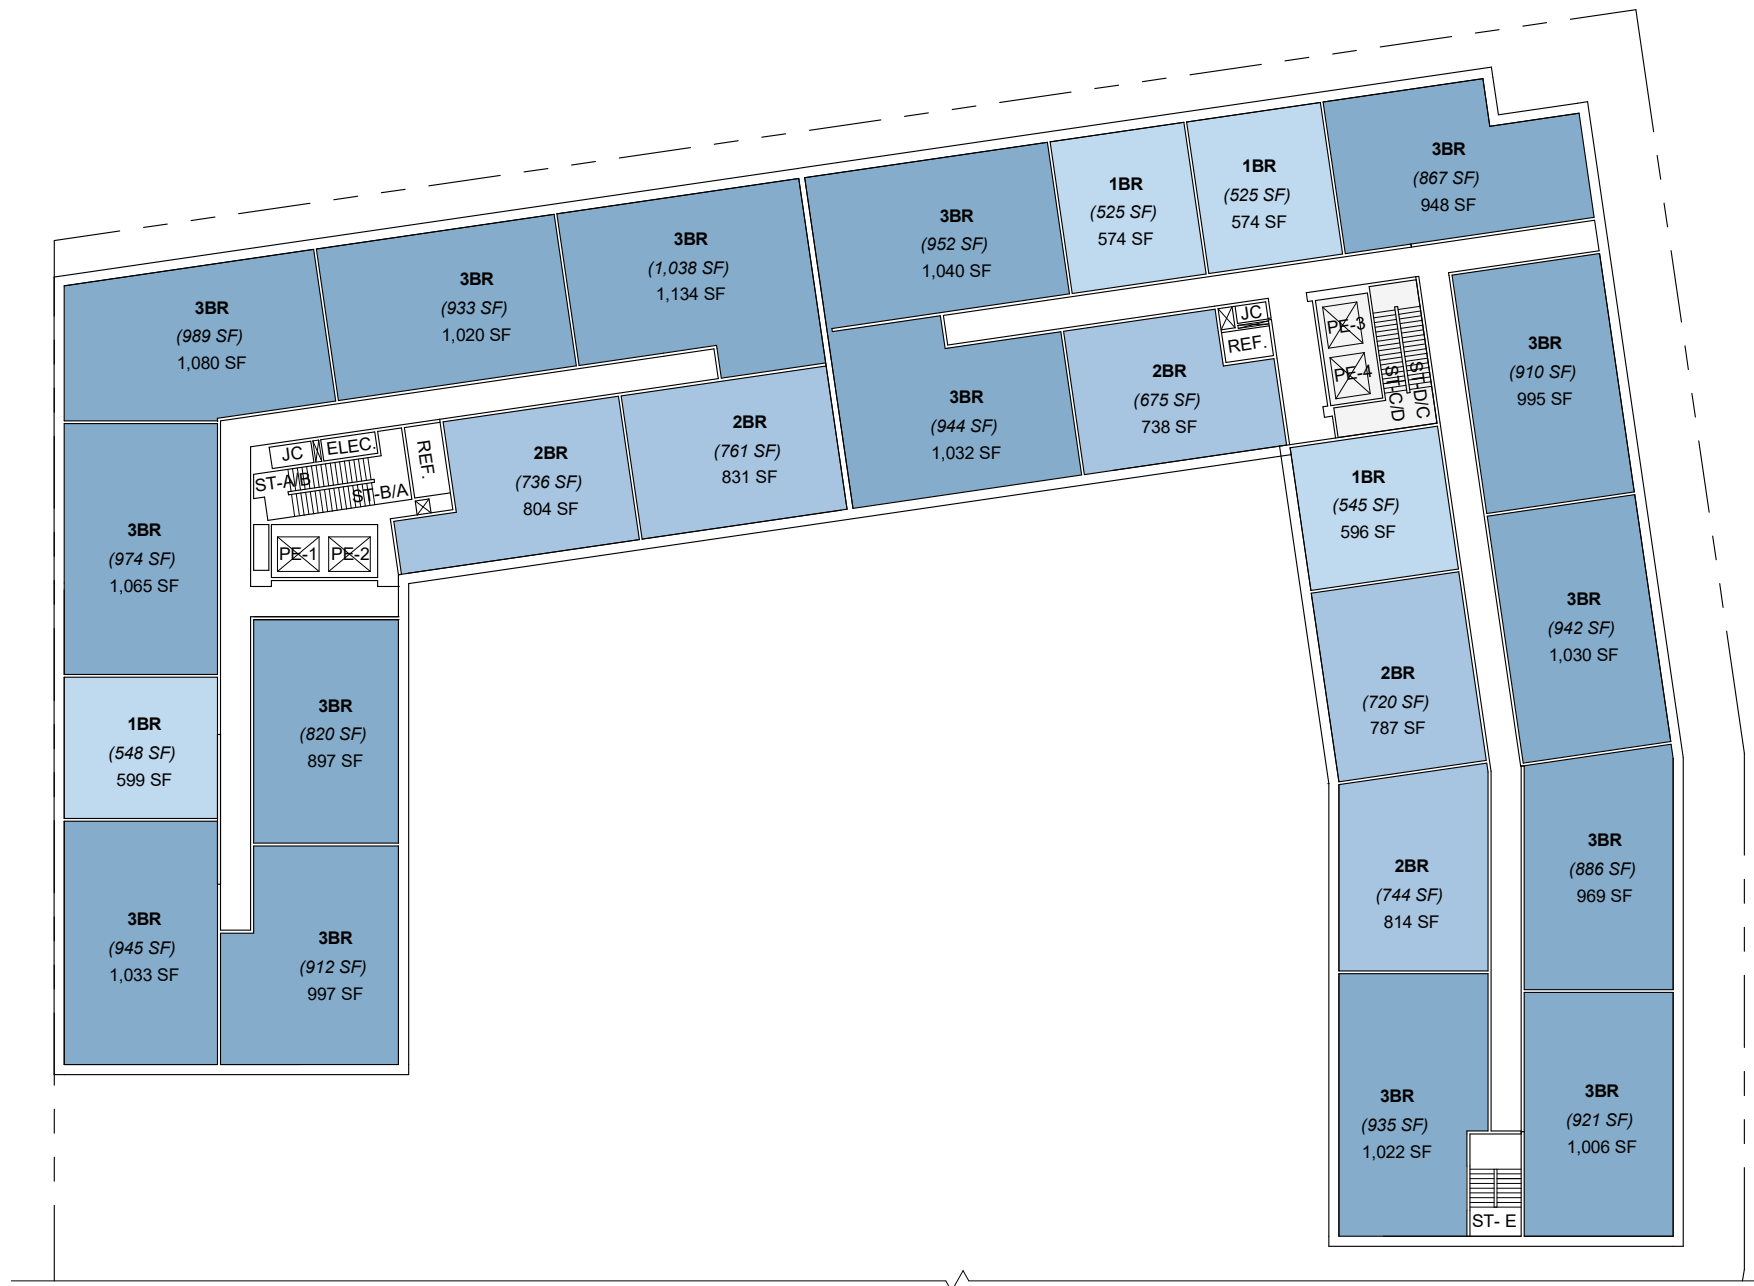 3BR
(867 SF)
948 SF
1BR
(525 SF)
574 SF
1BR
(525 SF)
574 SF
3BR
(952 SF)
1,040 SF
3BR
(1,038 SF)
1,134 SF
3BR
(933 SF)
1,020 SF
3BR
(989 SF)
1,080 SF
JC
REF.
PE-3
PE-4
ST-C/D
ST-D/C
3BR
(910 SF)
995 SF
2BR
(675 SF)
738 SF
3BR
(944 SF)
1,032 SF
2BR
(761 SF)
831 SF
2BR
(736 SF)
804 SF
REF.
JC
ELEC.
ST-A/B
ST-B/A
PE-1
PE-2
1BR
(545 SF)
596 SF
3BR
(974 SF)
1,065 SF
3BR
(942 SF)
1,030 SF
2BR
(720 SF)
787 SF
1BR
(548 SF)
599 SF
3BR
(820 SF)
897 SF
3BR
(886 SF)
969 SF
2BR
(744 SF)
814 SF
3BR
(945 SF)
1,033 SF
3BR
(912 SF)
997 SF
3BR
(935 SF)
1,022 SF
3BR
(921 SF)
1,006 SF
ST- E